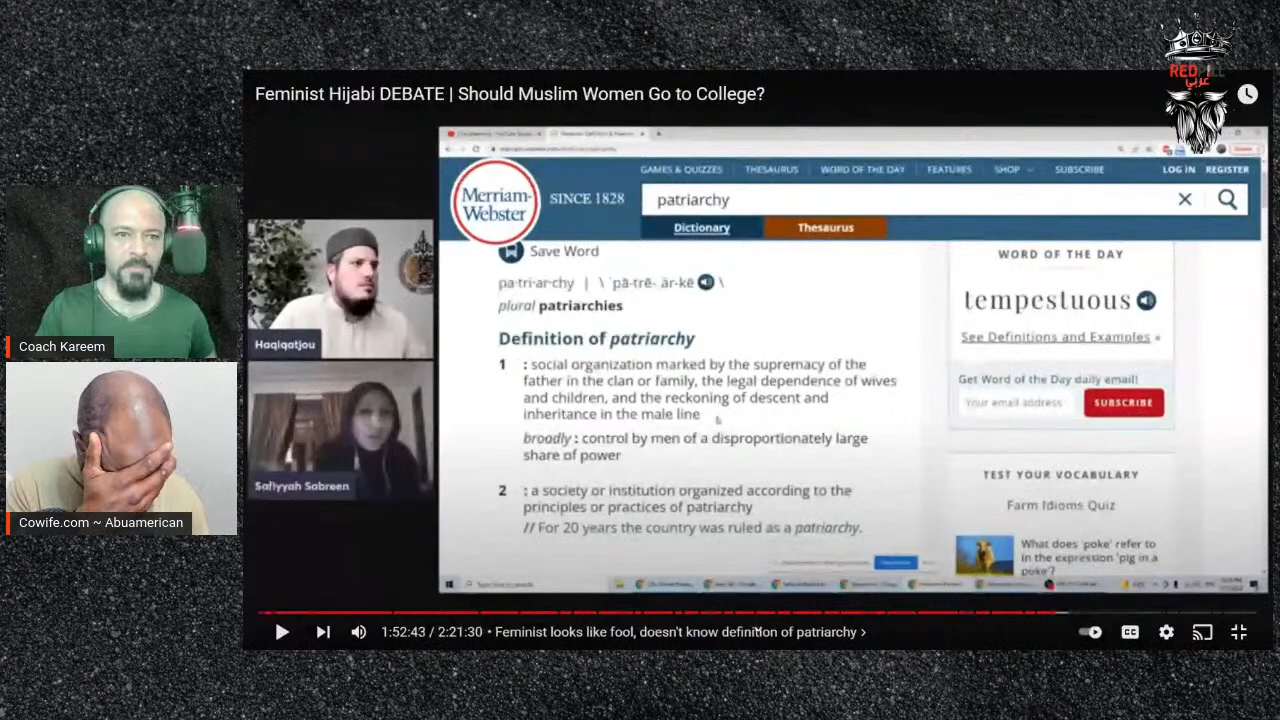 REDPILL
عربي
Feminist Hijabi DEBATE | Should Muslim Women Go to College?
GAMES & QUIZZES THESAURUS WORD OF THE DAY FEATURES SHOP SUBSCRIBE LOG IN REGISTER
Merriam-
Webster
SINCE 1828
patriarchy
Dictionary Thesaurus
Save Word
pa·tri·ar·chy | \ ˈpā-trē-ˌär-kē \
plural patriarchies
Definition of patriarchy
1 : social organization marked by the supremacy of the
father in the clan or family, the legal dependence of wives
and children, and the reckoning of descent and
inheritance in the male line
broadly : control by men of a disproportionately large
share of power
2 : a society or institution organized according to the
principles or practices of patriarchy
// For 20 years the country was ruled as a patriarchy.
WORD OF THE DAY
tempestuous
See Definitions and Examples »
Get Word of the Day daily email!
Your email address SUBSCRIBE
TEST YOUR VOCABULARY
Farm Idioms Quiz
What does 'poke' refer to
in the expression 'pig in a
poke'?
Coach Kareem
Haqiqatjou
Safiyyah Sabreen
Cowife.com ~ Abuamerican
1:52:43 / 2:21:30 • Feminist looks like fool, doesn't know definition of patriarchy ›
CC